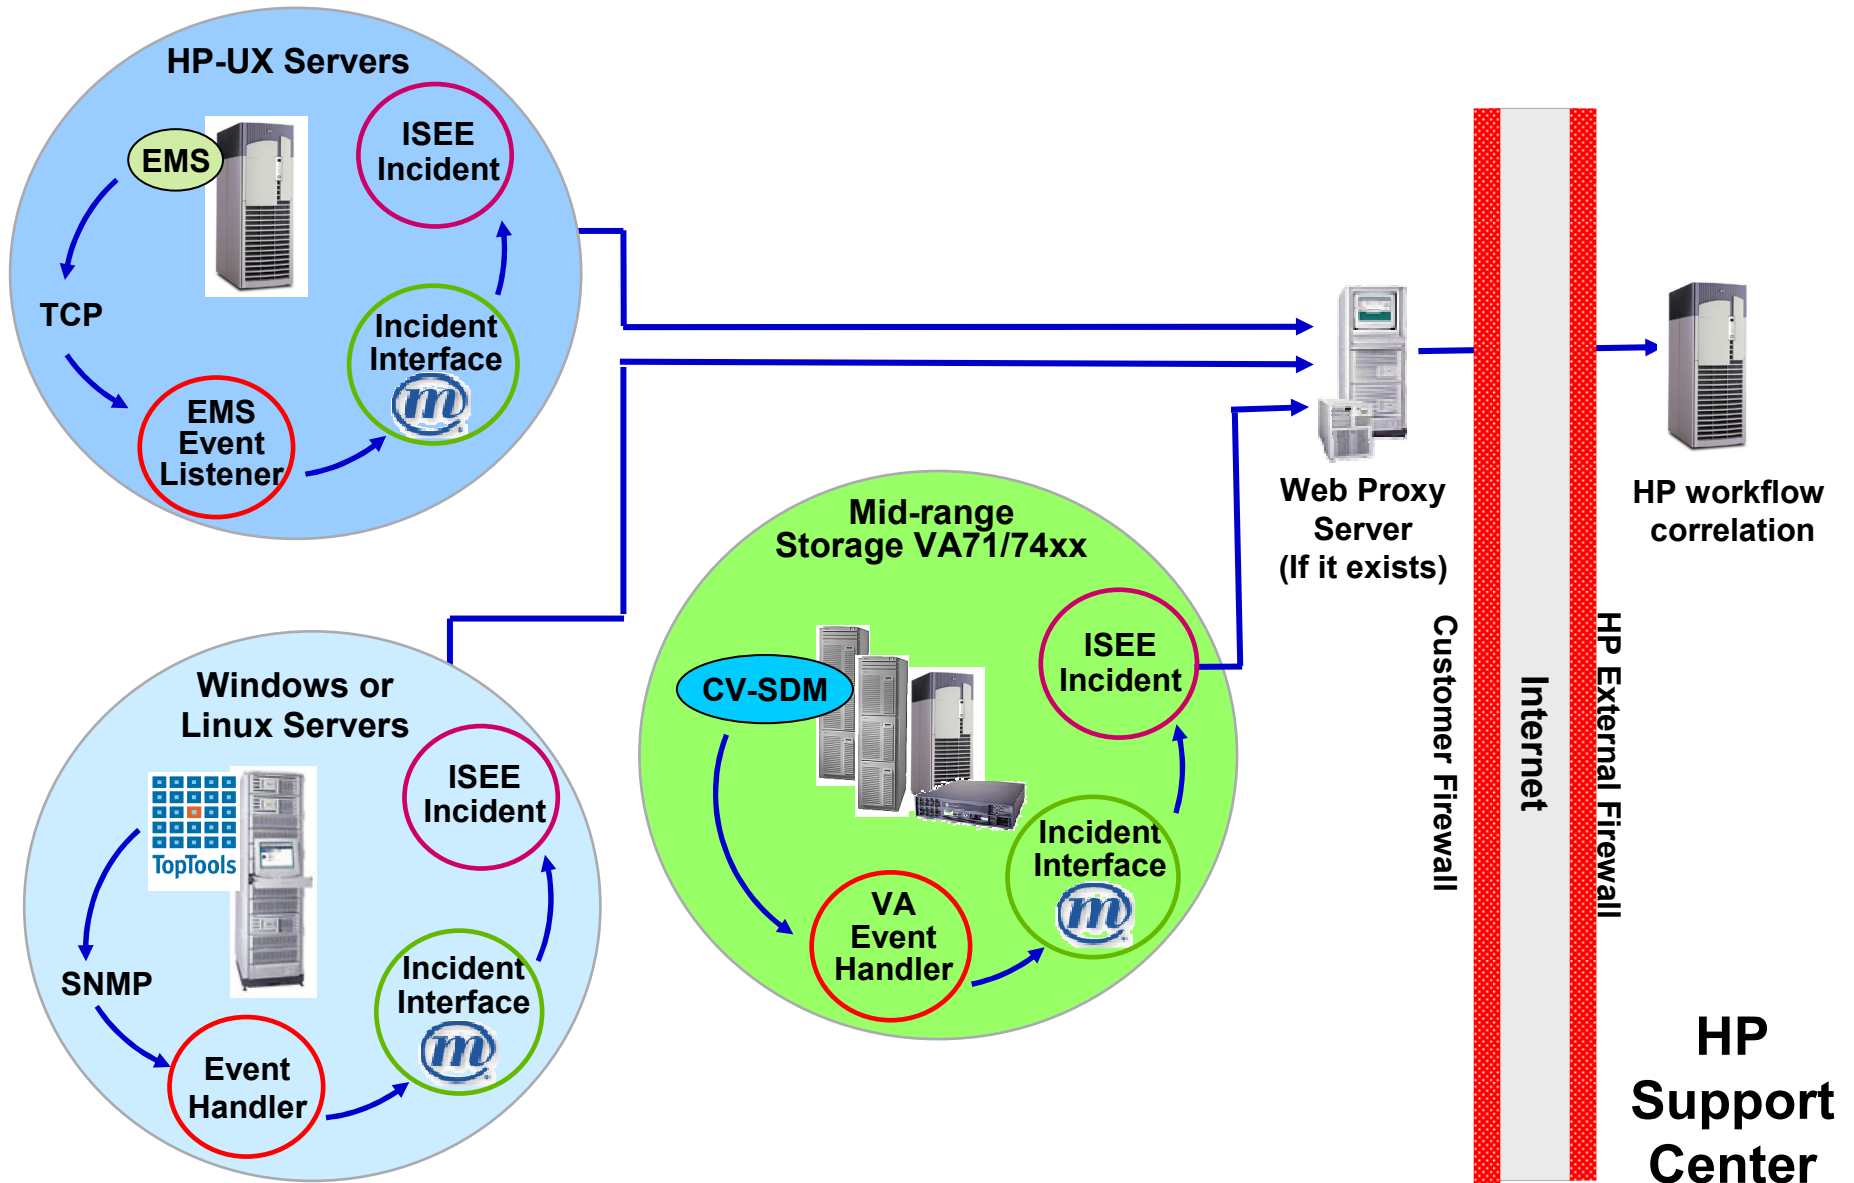 HP-UX Servers
EMS
ISEE
Incident
TCP
Incident
Interface
m
EMS
Event
Listener
Windows or
Linux Servers
TopTools
ISEE
Incident
SNMP
Incident
Interface
m
Event
Handler
Mid-range
Storage VA71/74xx
CV-SDM
ISEE
Incident
Incident
Interface
m
VA
Event
Handler
Web Proxy
Server
(If it exists)
Customer Firewall
Internet
HP External Firewall
HP workflow
correlation
HP
Support
Center